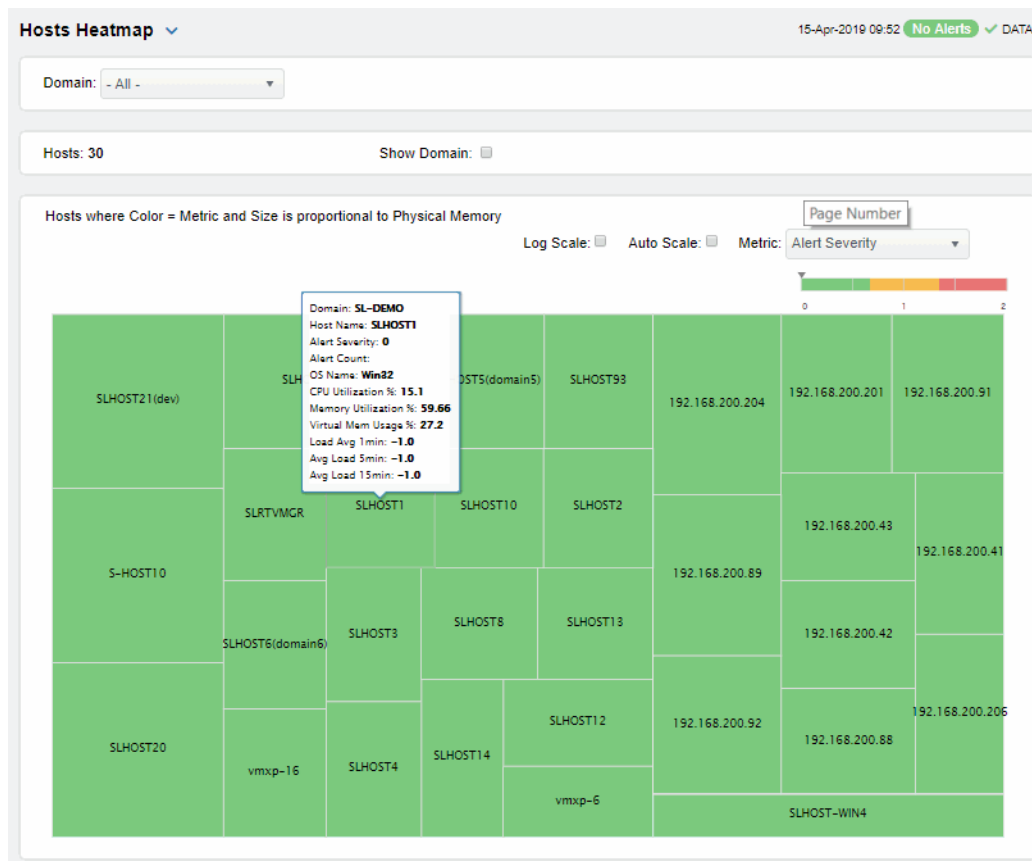 Hosts Heatmap
15-Apr-2019 09:52 No Alerts DATA
Domain: - All -
Hosts: 30 Show Domain:
Hosts where Color = Metric and Size is proportional to Physical Memory
Page Number
Log Scale: Auto Scale: Metric: Alert Severity
0 1 2
Domain: SL-DEMO
Host Name: SLHOST1
Alert Severity: 0
Alert Count:
OS Name: Win32
CPU Utilization %: 15.1
Memory Utilization %: 59.66
Virtual Mem Usage %: 27.2
Load Avg 1min: -1.0
Avg Load 5min: -1.0
Avg Load 15min: -1.0
SLHOST21(dev)
S-HOST10
SLHOST20
SLH
OST5(domain5)
SLHOST93
SLRTVMGR
SLHOST1
SLHOST10
SLHOST2
SLHOST6(domain6)
SLHOST3
SLHOST8
SLHOST13
vmxp-16
SLHOST4
SLHOST14
SLHOST12
vmxp-6
192.168.200.204
192.168.200.201
192.168.200.91
192.168.200.89
192.168.200.43
192.168.200.41
192.168.200.42
192.168.200.92
192.168.200.88
192.168.200.206
SLHOST-WIN4